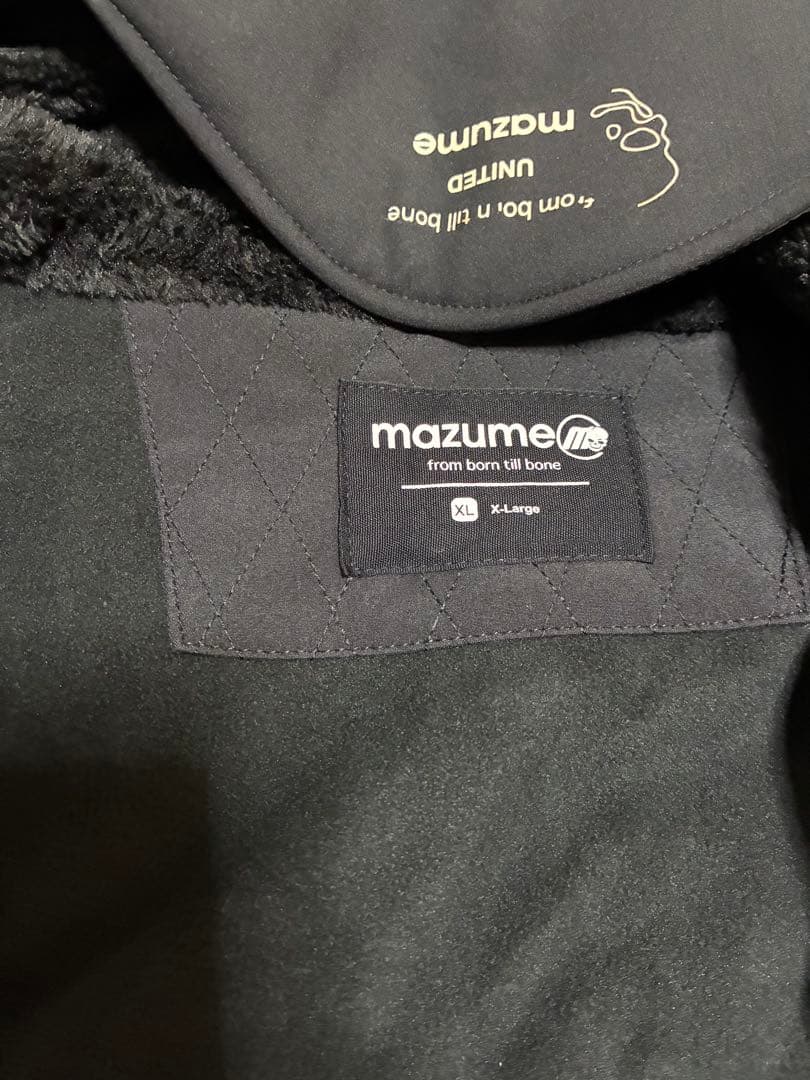 mazume
UNITED
from born till bone
mazume
from born till bone
XL X-Large